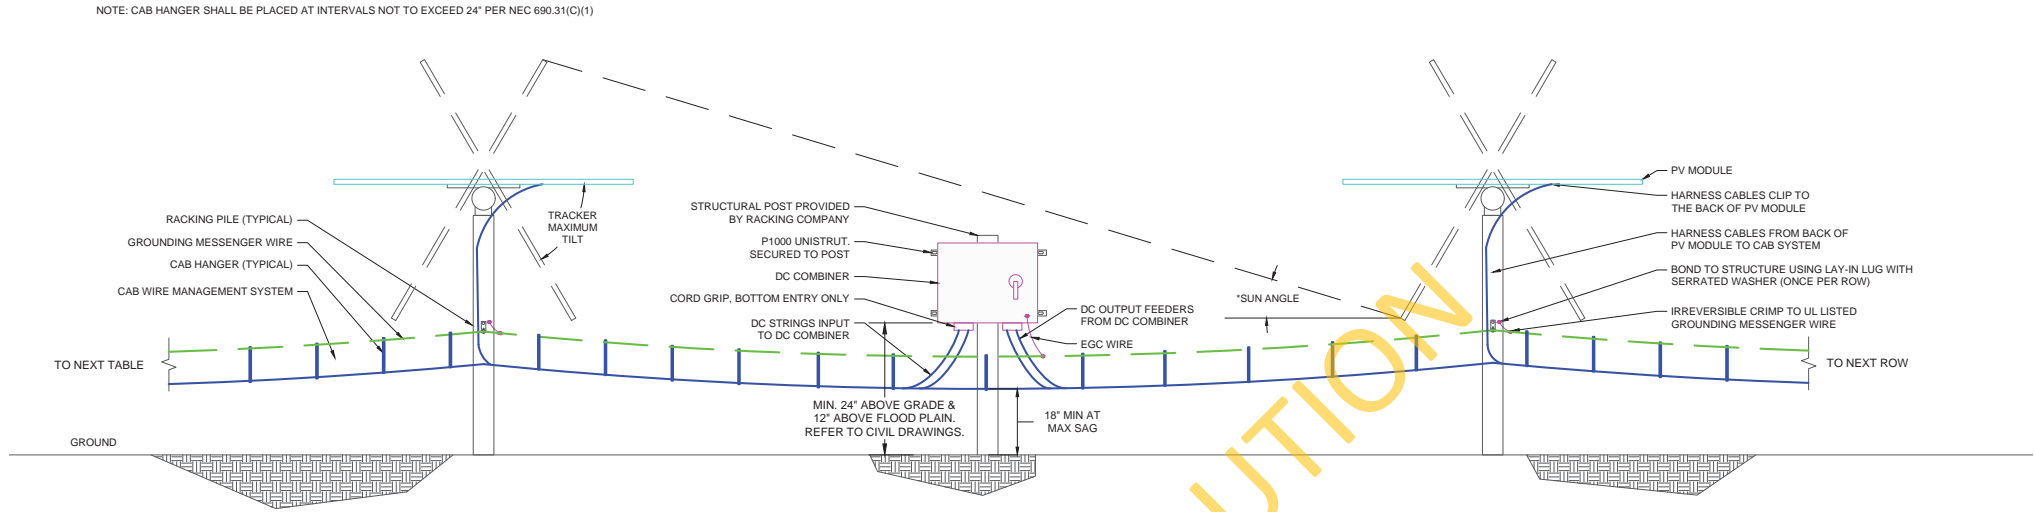 NOTE: CAB HANGER SHALL BE PLACED AT INTERVALS NOT TO EXCEED 24" PER NEC 690.31(C)(1)
RACKING PILE (TYPICAL)
GROUNDING MESSENGER WIRE
CAB HANGER (TYPICAL)
CAB WIRE MANAGEMENT SYSTEM
TO NEXT TABLE
GROUND
TRACKER
MAXIMUM
TILT
STRUCTURAL POST PROVIDED
BY RACKING COMPANY
P1000 UNISTRUT.
SECURED TO POST
DC COMBINER
CORD GRIP, BOTTOM ENTRY ONLY
DC STRINGS INPUT
TO DC COMBINER
MIN. 24" ABOVE GRADE &
12" ABOVE FLOOD PLAIN.
REFER TO CIVIL DRAWINGS.
18" MIN AT
MAX SAG
DC OUTPUT FEEDERS
FROM DC COMBINER
EGC WIRE
*SUN ANGLE
PV MODULE
HARNESS CABLES CLIP TO
THE BACK OF PV MODULE
HARNESS CABLES FROM BACK OF
PV MODULE TO CAB SYSTEM
BOND TO STRUCTURE USING LAY-IN LUG WITH
SERRATED WASHER (ONCE PER ROW)
IRREVERSIBLE CRIMP TO UL LISTED
GROUNDING MESSENGER WIRE
TO NEXT ROW
UTION